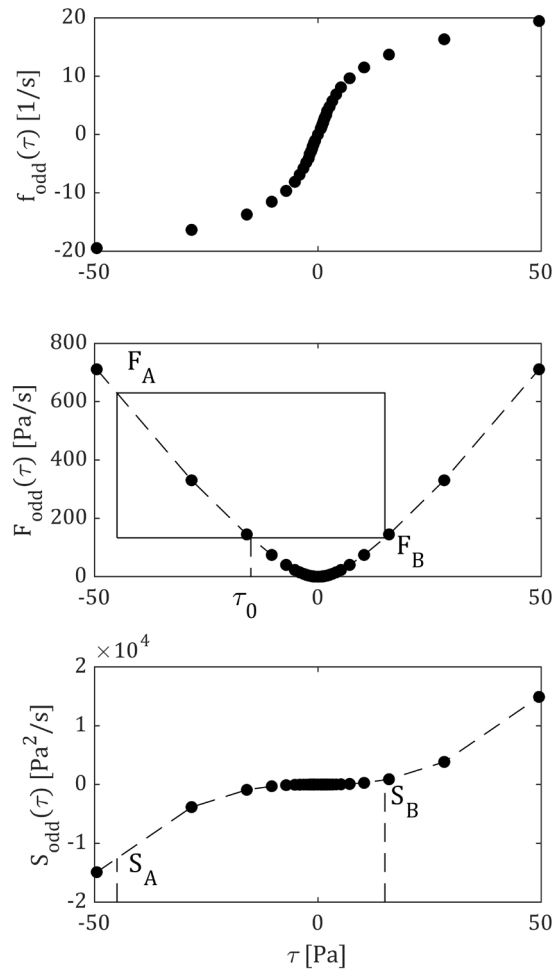 20
10
0
-10
-20
f_odd(τ) [1/s]
-50 0 50
800
600
400
200
0
F_odd(τ) [Pa/s]
F_A
F_B
-50 τ_0 0 50
×10^4
2
1
0
-1
-2
S_odd(τ) [Pa^2/s]
S_B
S_A
-50 0 50
τ [Pa]